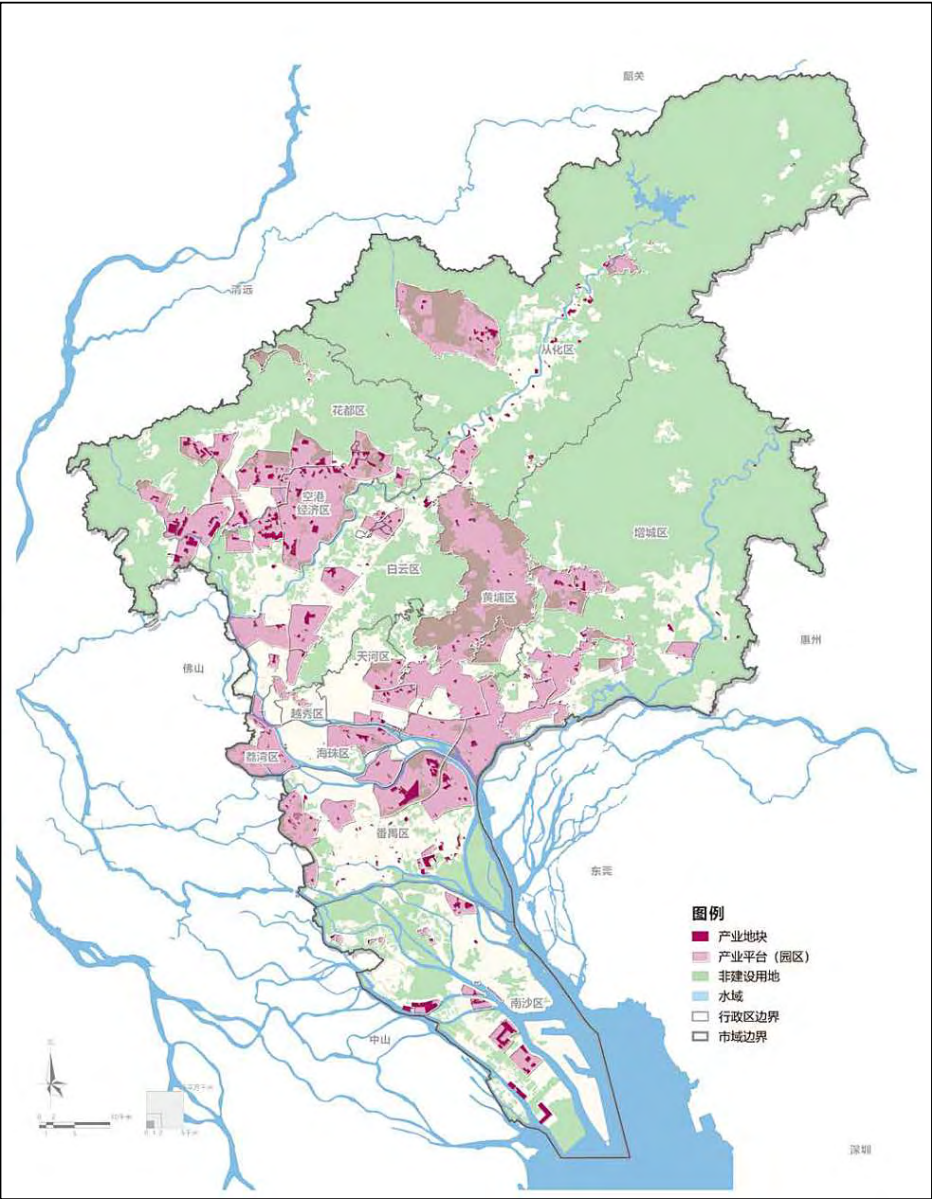 韶关
清远
从化区
花都区
空港
经济区
增城区
白云区
黄埔区
惠州
天河区
佛山
越秀区
海珠区
荔湾区
番禺区
东莞
图例
产业地块
产业平台（园区）
非建设用地
水域
行政区边界
市域边界
南沙区
中山
北
深圳